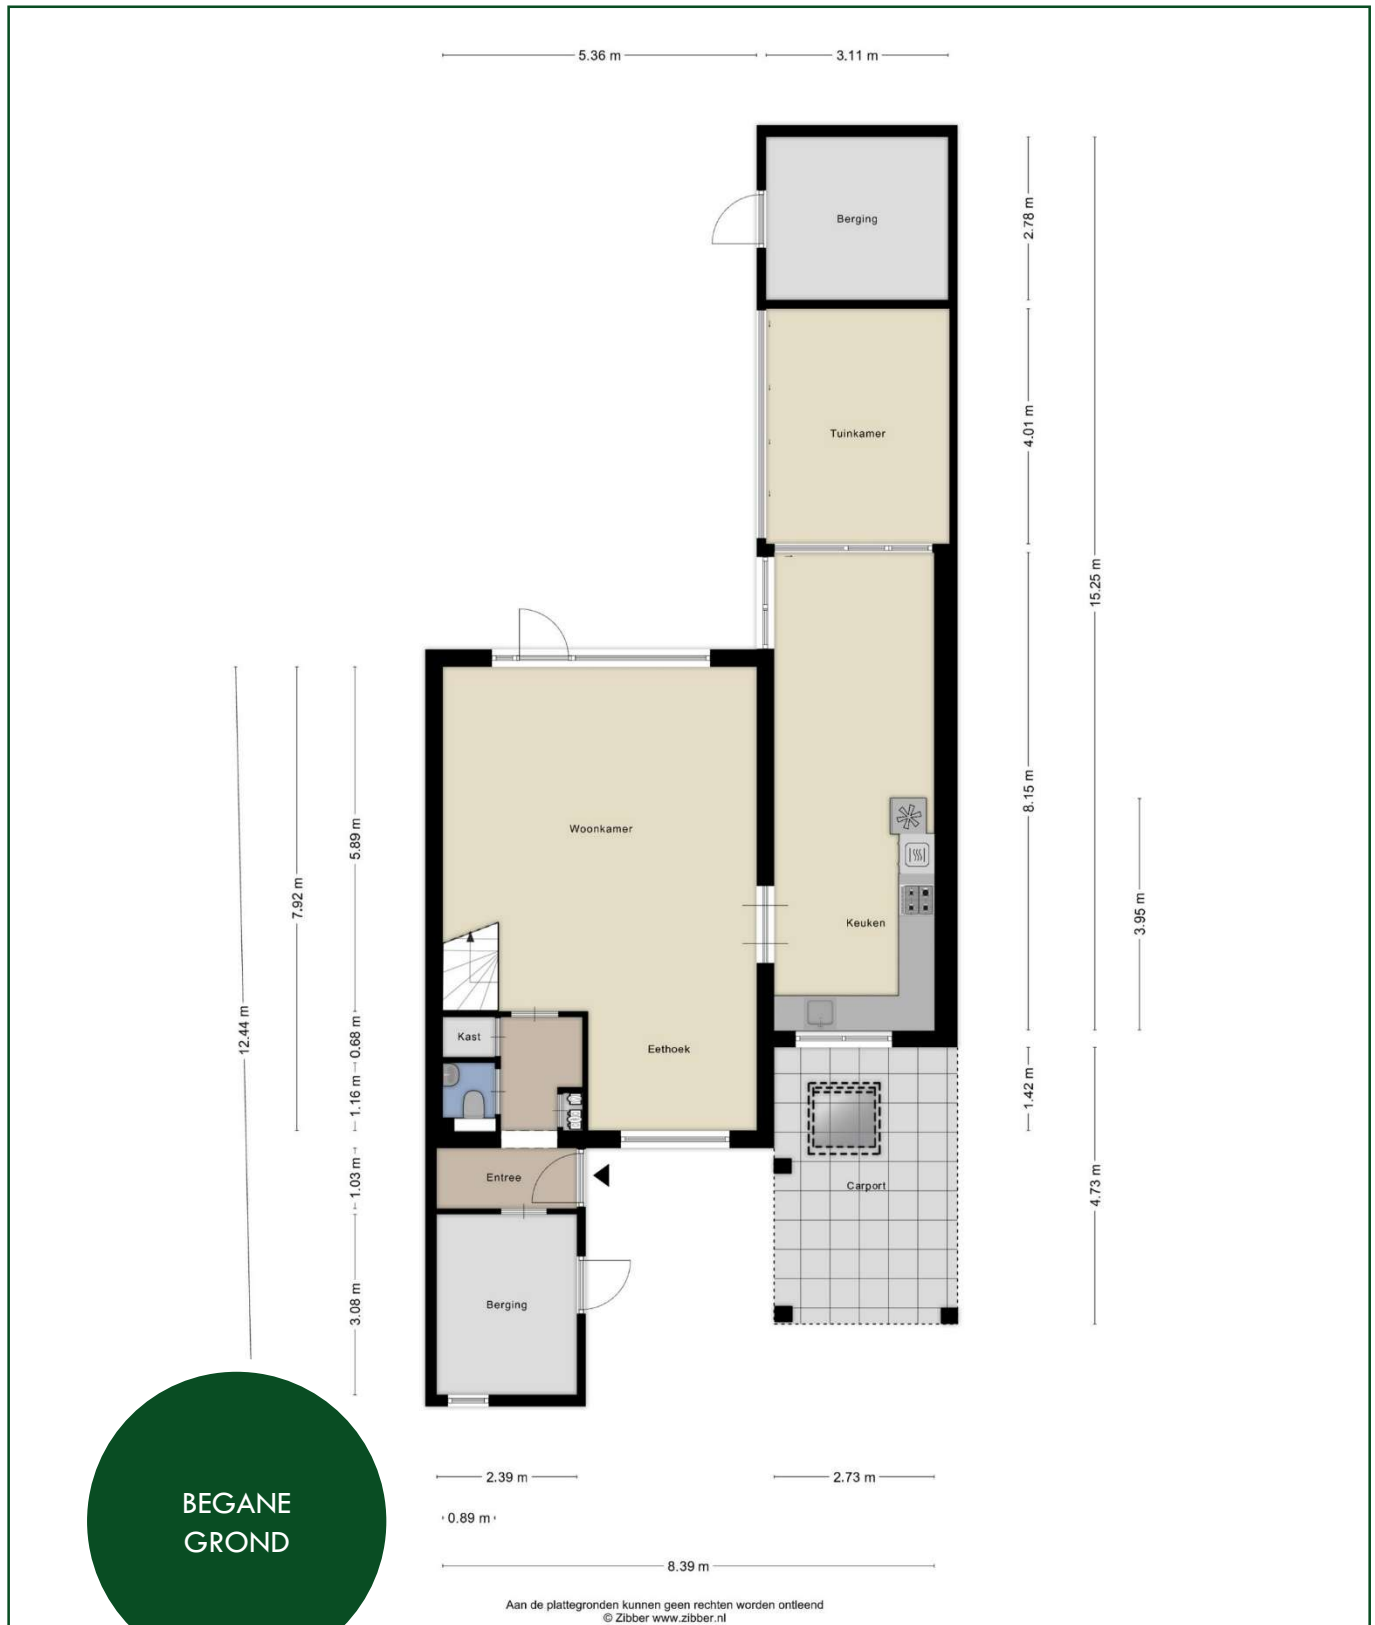 5.36 m
3.11 m
Berging
2.78 m
Tuinkamer
4.01 m
15.25 m
Woonkamer
8.15 m
5.89 m
7.92 m
3.95 m
Keuken
12.44 m
Kast
0.68 m
Eethoek
1.16 m
1.42 m
Entree
1.03 m
Carport
4.73 m
Berging
3.08 m
2.39 m
2.73 m
0.89 m
8.39 m
BEGANE
GROND
Aan de plattegronden kunnen geen rechten worden ontleend
© Zibber www.zibber.nl